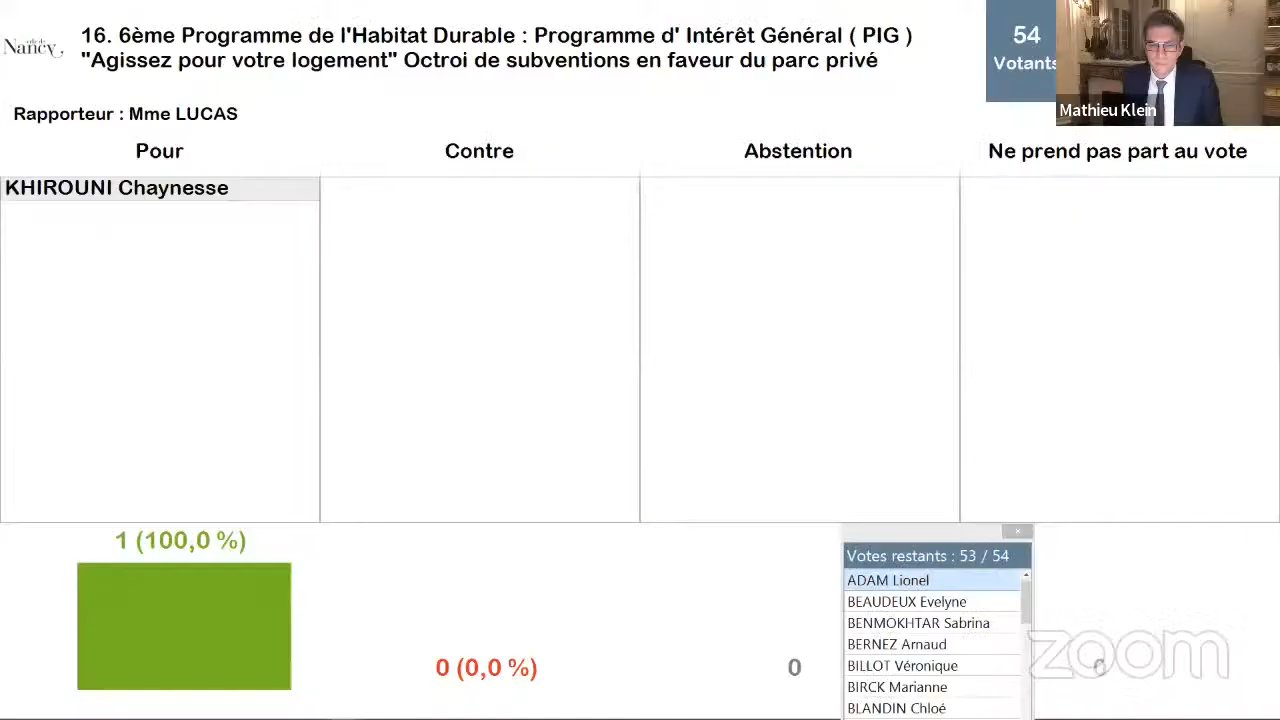 ville de
Nancy,
16. 6ème Programme de l'Habitat Durable : Programme d' Intérêt Général ( PIG )
"Agissez pour votre logement" Octroi de subventions en faveur du parc privé
54
Votants
Mathieu Klein
Rapporteur : Mme LUCAS
Pour
Contre
Abstention
Ne prend pas part au vote
KHIROUNI Chaynesse
1 (100,0 %)
0 (0,0 %)
0
0
Votes restants : 53 / 54
ADAM Lionel
BEAUDEUX Evelyne
BENMOKHTAR Sabrina
BERNEZ Arnaud
BILLOT Véronique
BIRCK Marianne
BLANDIN Chloé
zoom